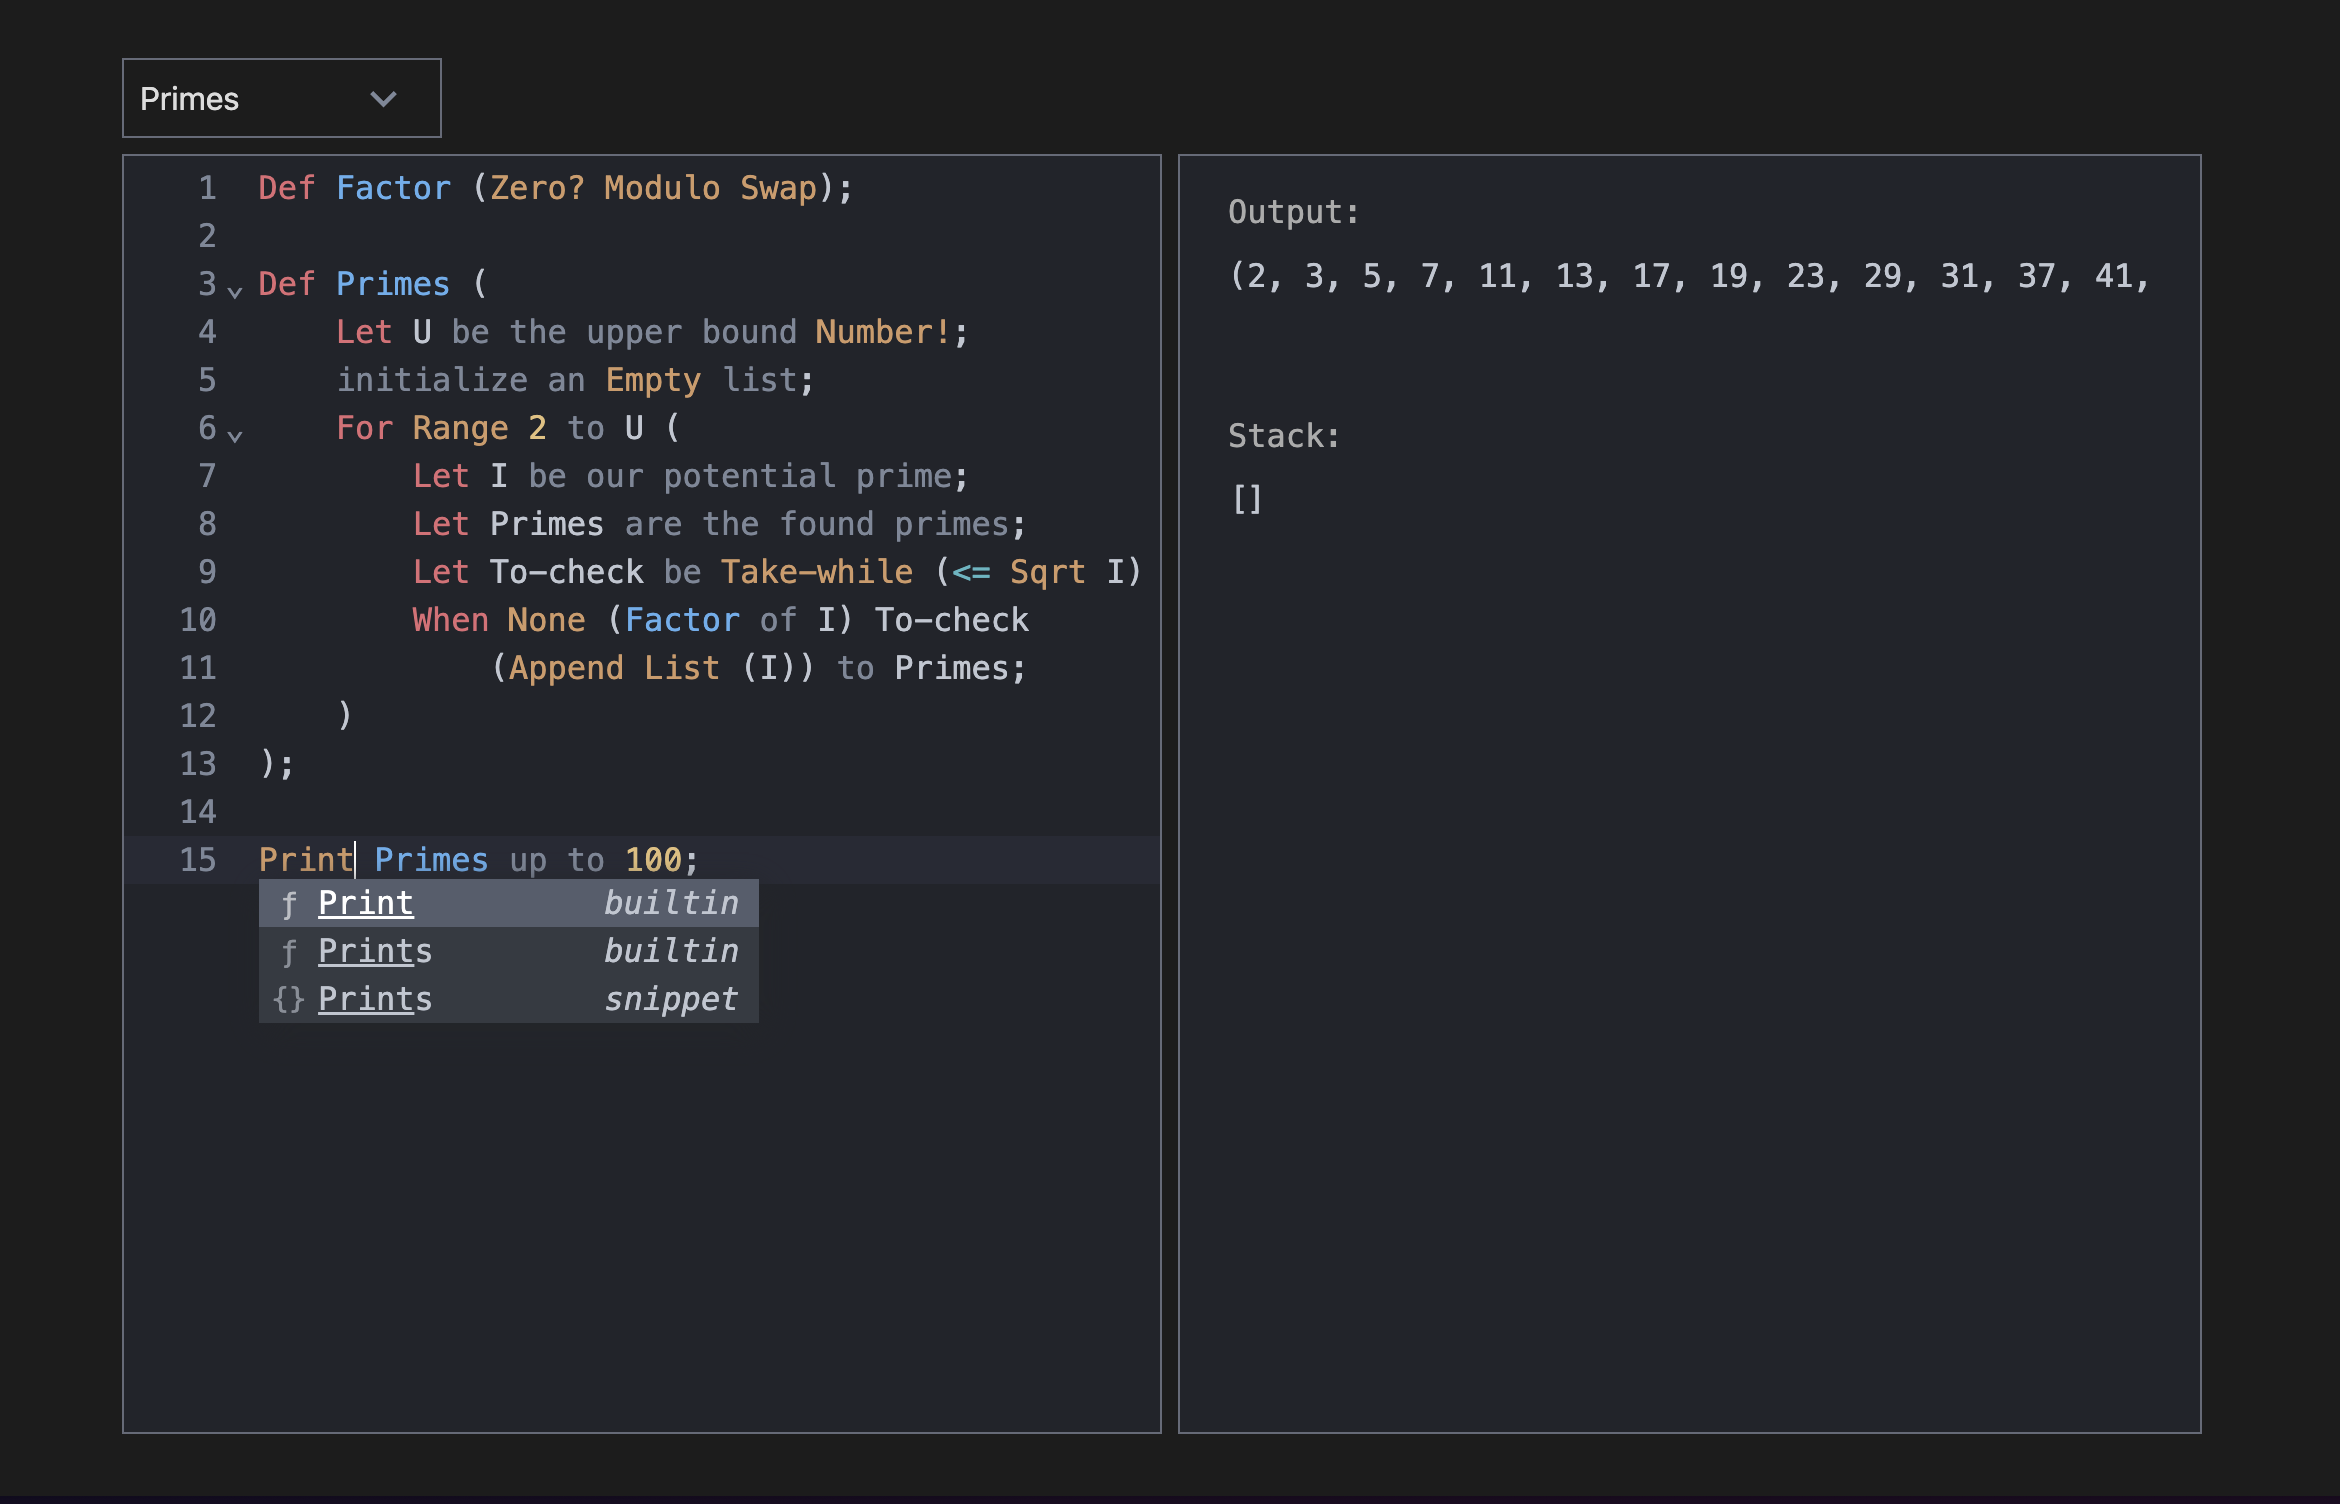 Primes
1 Def Factor (Zero? Modulo Swap);
2
3 Def Primes (
4 Let U be the upper bound Number!;
5 initialize an Empty list;
6 For Range 2 to U (
7 Let I be our potential prime;
8 Let Primes are the found primes;
9 Let To-check be Take-while (<= Sqrt I)
10 When None (Factor of I) To-check
11 (Append List (I)) to Primes;
12 )
13 );
14
15 Print Primes up to 100;
ƒ Print builtin
ƒ Prints builtin
{} Prints snippet
Output:
(2, 3, 5, 7, 11, 13, 17, 19, 23, 29, 31, 37, 41,
Stack:
[]